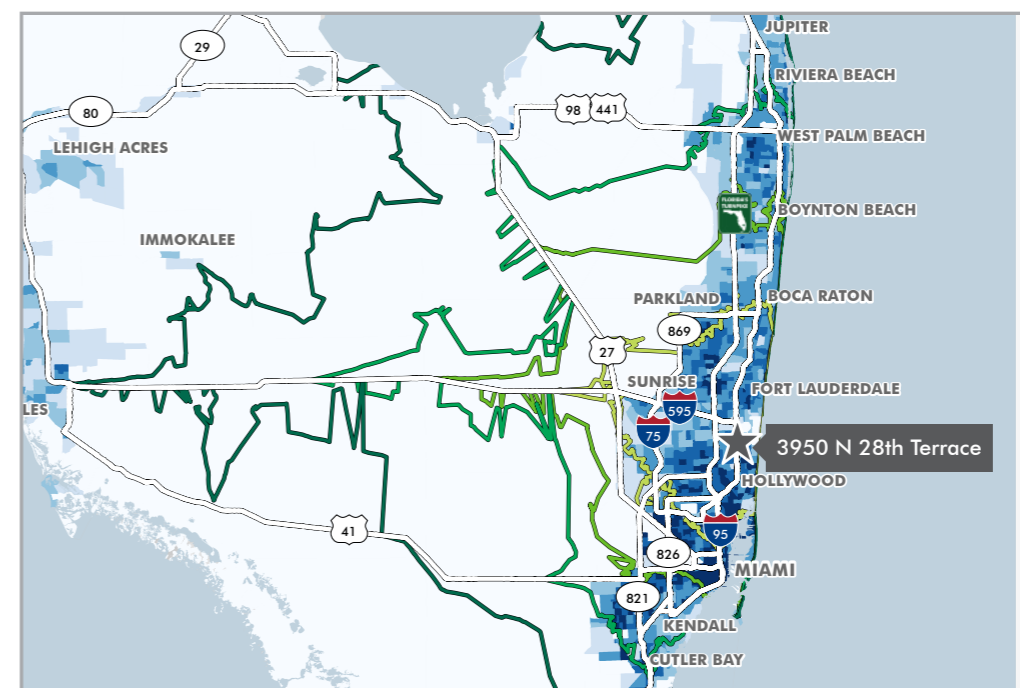 JUPITER
29
RIVIERA BEACH
80
98
441
WEST PALM BEACH
LEHIGH ACRES
FLORIDA'S
TURNPIKE
BOYNTON BEACH
IMMOKALEE
PARKLAND
BOCA RATON
869
27
SUNRISE
FORT LAUDERDALE
LES
595
75
3950 N 28th Terrace
HOLLYWOOD
41
95
826
MIAMI
821
KENDALL
CUTLER BAY